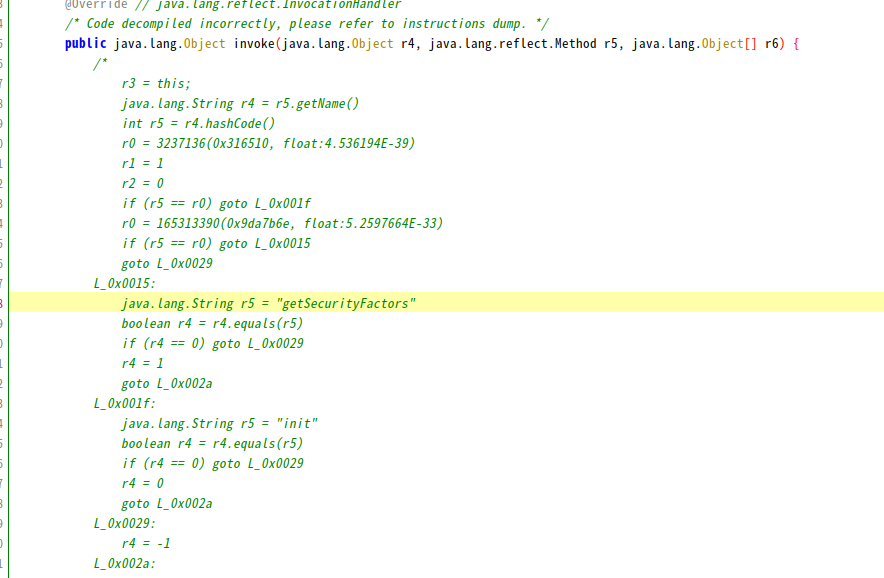 @Override // java.lang.reflect.InvocationHandler
/* Code decompiled incorrectly, please refer to instructions dump. */
public java.lang.Object invoke(java.lang.Object r4, java.lang.reflect.Method r5, java.lang.Object[] r6) {
/*
r3 = this;
java.lang.String r4 = r5.getName()
int r5 = r4.hashCode()
r0 = 3237136(0x316510, float:4.536194E-39)
r1 = 1
r2 = 0
if (r5 == r0) goto L_0x001f
r0 = 165313390(0x9da7b6e, float:5.2597664E-33)
if (r5 == r0) goto L_0x0015
goto L_0x0029
L_0x0015:
java.lang.String r5 = "getSecurityFactors"
boolean r4 = r4.equals(r5)
if (r4 == 0) goto L_0x0029
r4 = 1
goto L_0x002a
L_0x001f:
java.lang.String r5 = "init"
boolean r4 = r4.equals(r5)
if (r4 == 0) goto L_0x0029
r4 = 0
goto L_0x002a
L_0x0029:
r4 = -1
L_0x002a: